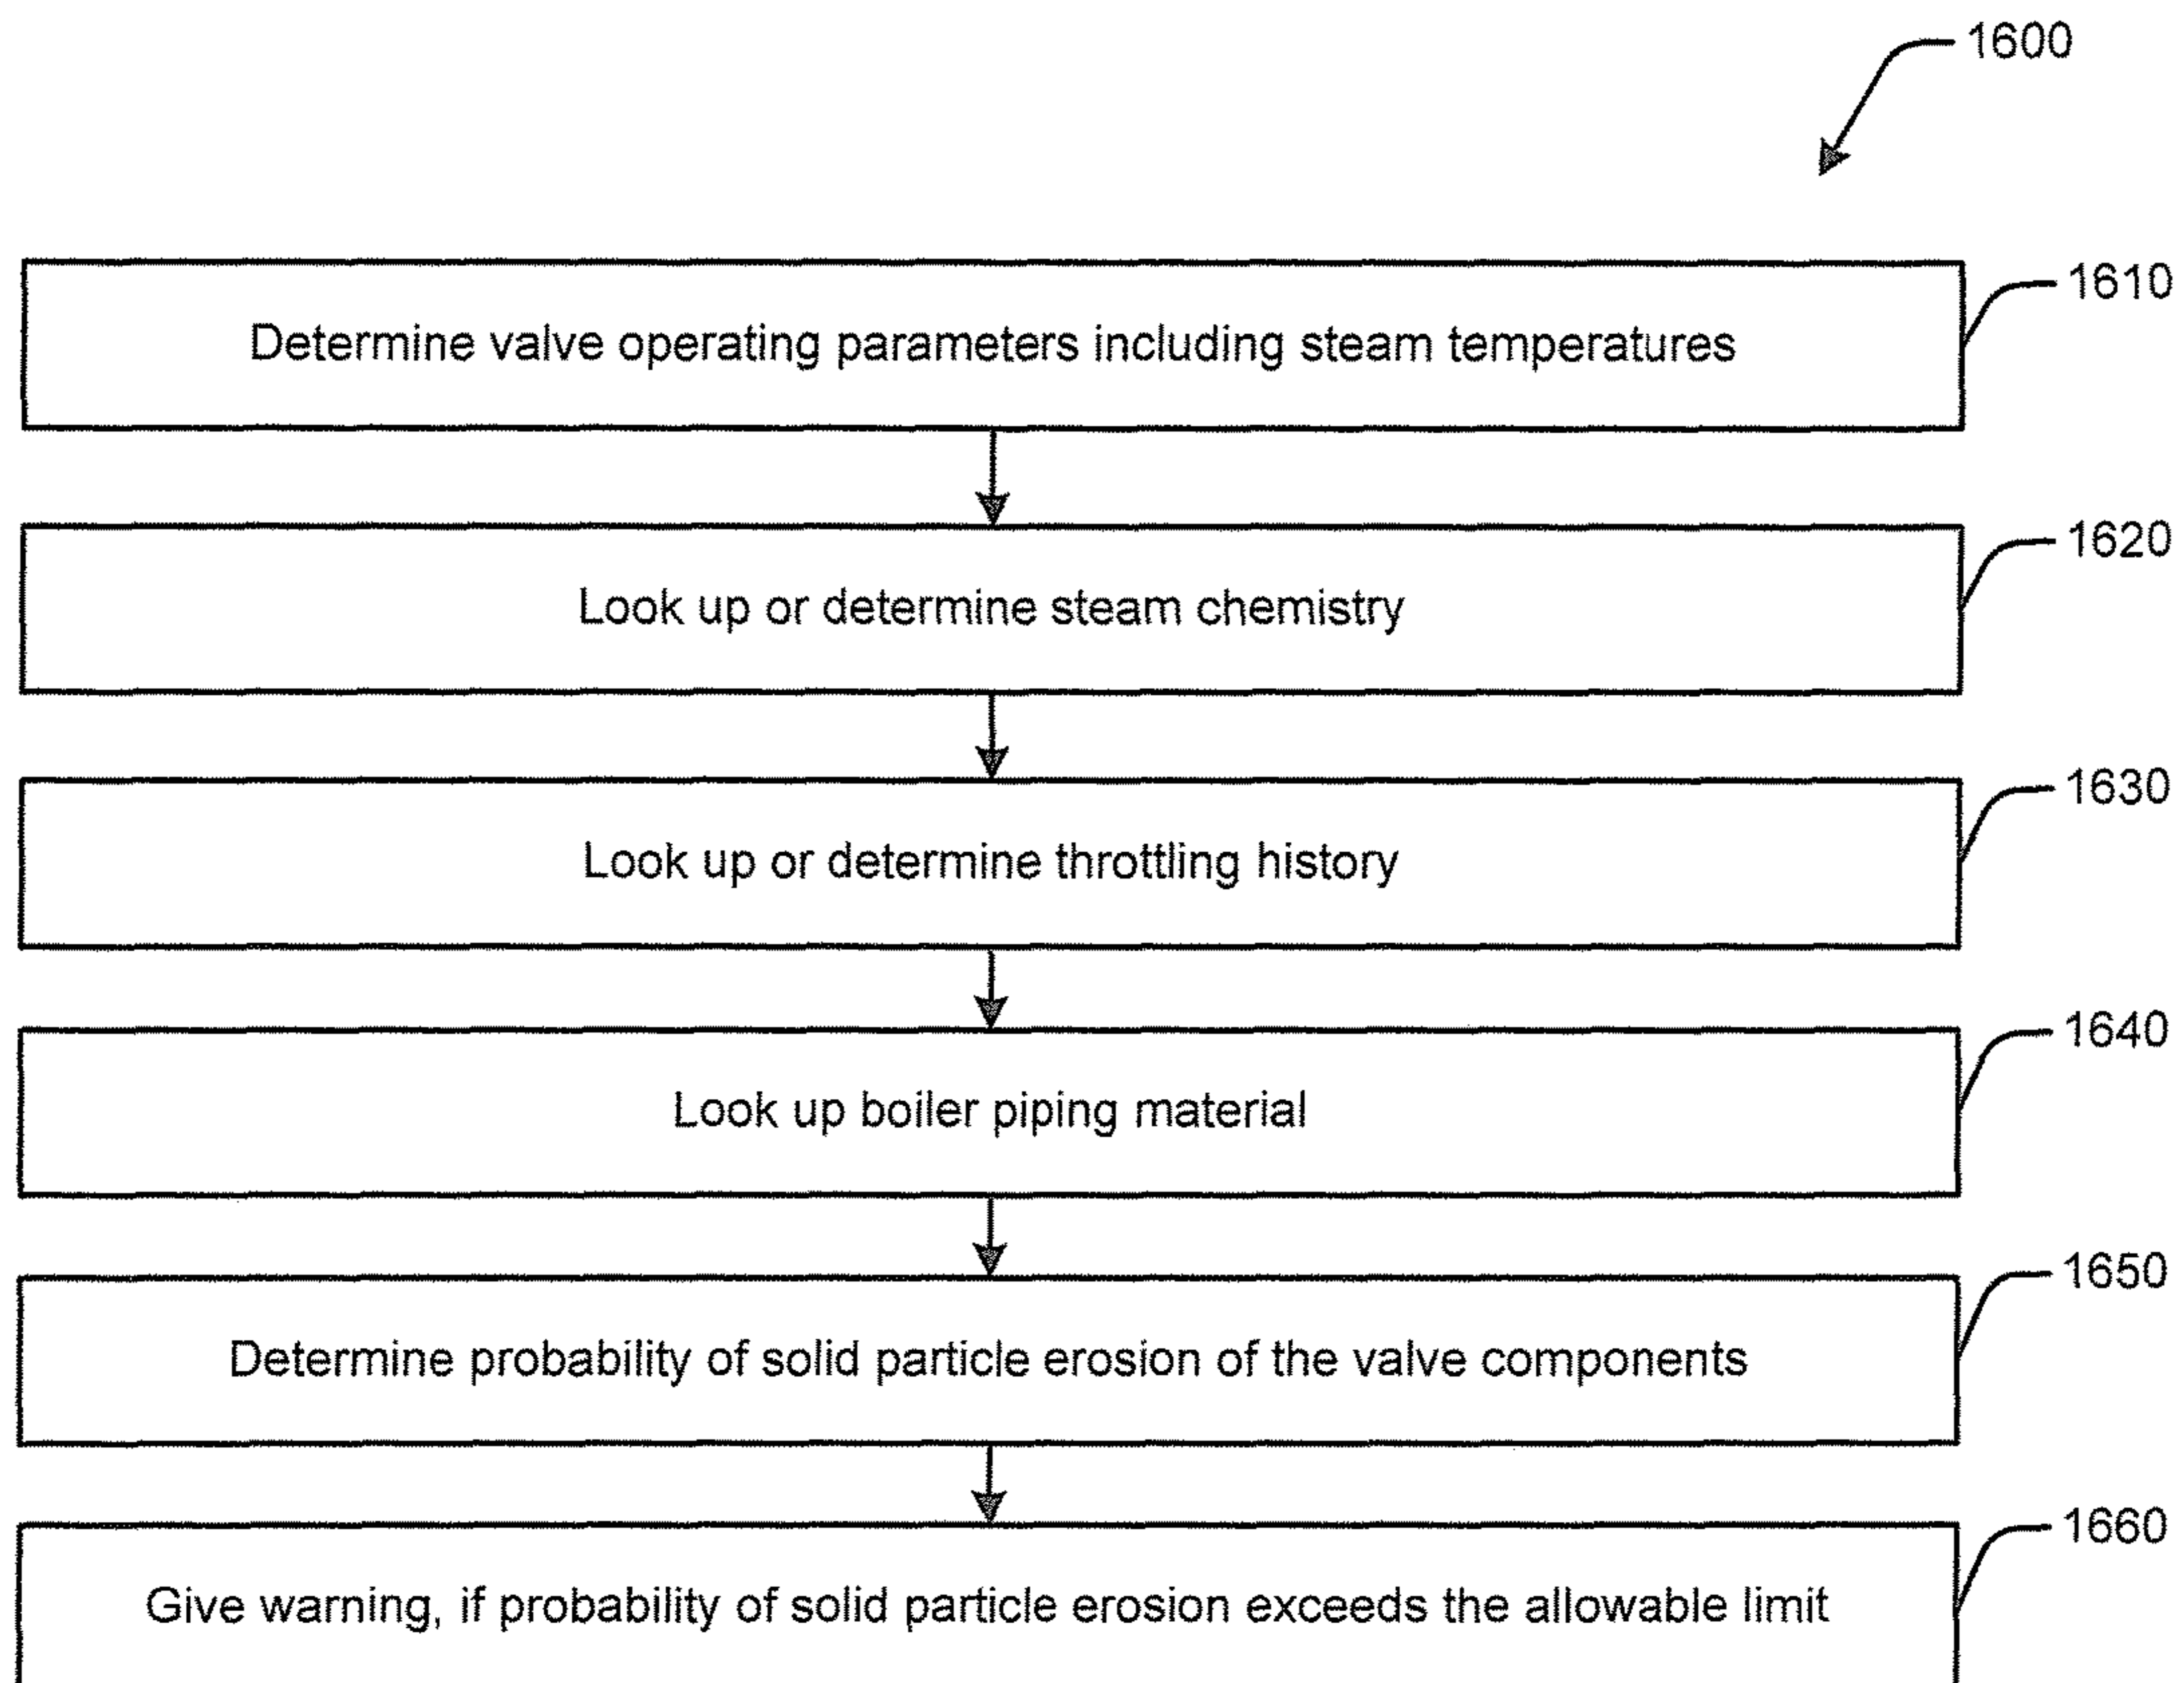 1600
Determine valve operating parameters including steam temperatures
1610
Look up or determine steam chemistry
1620
Look up or determine throttling history
1630
Look up boiler piping material
1640
Determine probability of solid particle erosion of the valve components
1650
Give warning, if probability of solid particle erosion exceeds the allowable limit
1660